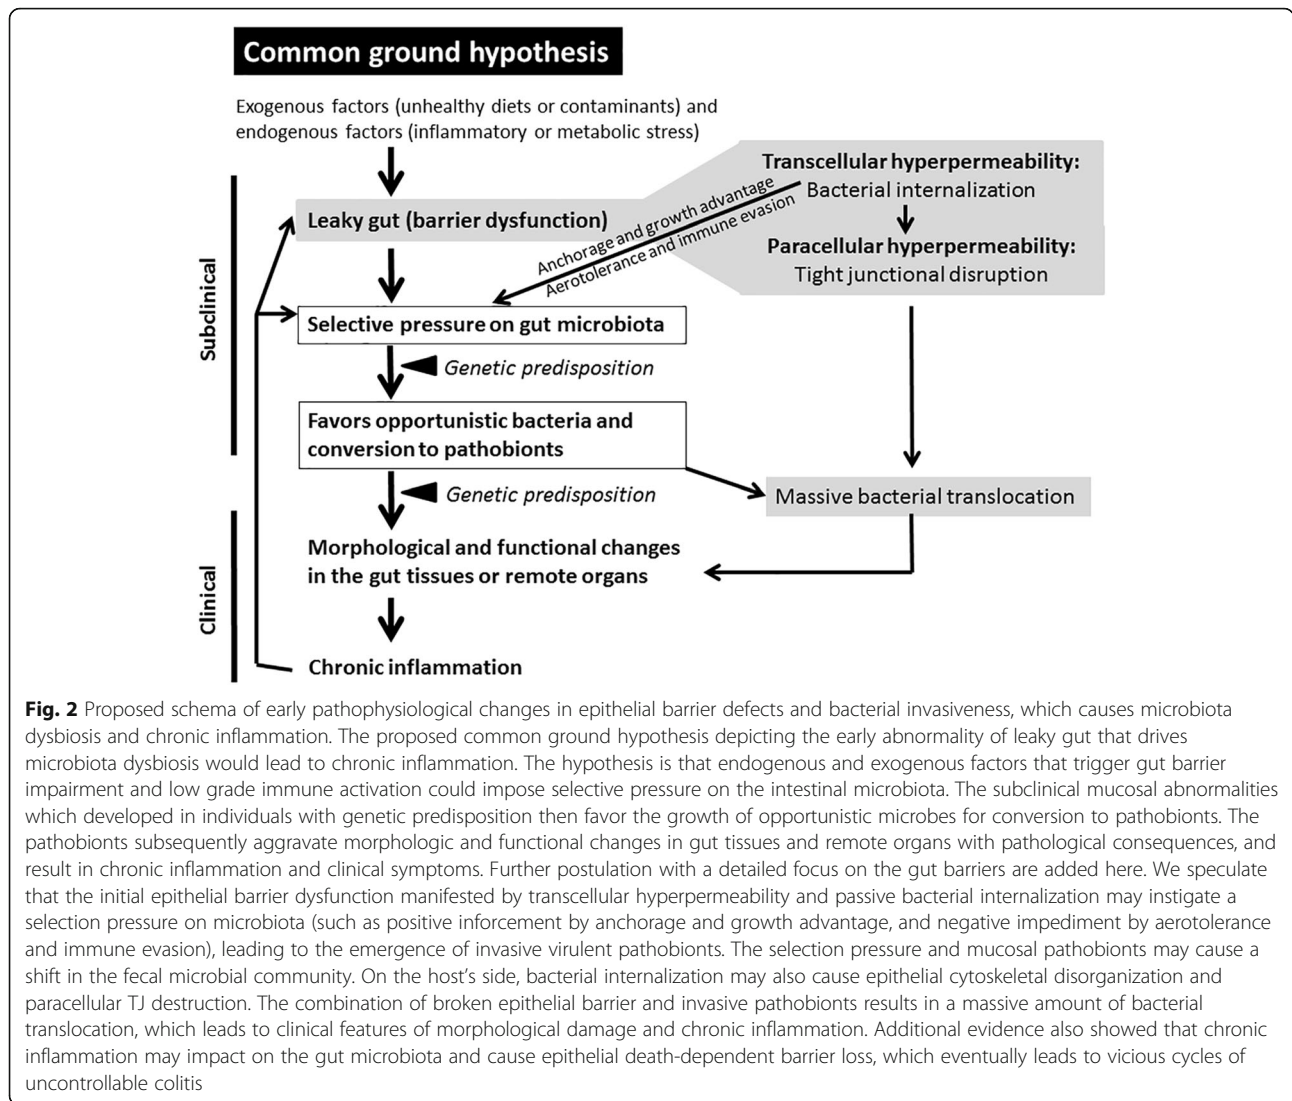 Common ground hypothesis
Exogenous factors (unhealthy diets or contaminants) and
endogenous factors (inflammatory or metabolic stress)
Subclinical
Leaky gut (barrier dysfunction)
Transcellular hyperpermeability:
Bacterial internalization
Paracellular hyperpermeability:
Tight junctional disruption
Anchorage and growth advantage
Aerotolerance and immune evasion
Selective pressure on gut microbiota
Genetic predisposition
Favors opportunistic bacteria and
conversion to pathobionts
Genetic predisposition
Massive bacterial translocation
Clinical
Morphological and functional changes
in the gut tissues or remote organs
Chronic inflammation
Fig. 2 Proposed schema of early pathophysiological changes in epithelial barrier defects and bacterial invasiveness, which causes microbiota
dysbiosis and chronic inflammation. The proposed common ground hypothesis depicting the early abnormality of leaky gut that drives
microbiota dysbiosis would lead to chronic inflammation. The hypothesis is that endogenous and exogenous factors that trigger gut barrier
impairment and low grade immune activation could impose selective pressure on the intestinal microbiota. The subclinical mucosal abnormalities
which developed in individuals with genetic predisposition then favor the growth of opportunistic microbes for conversion to pathobionts. The
pathobionts subsequently aggravate morphologic and functional changes in gut tissues and remote organs with pathological consequences, and
result in chronic inflammation and clinical symptoms. Further postulation with a detailed focus on the gut barriers are added here. We speculate
that the initial epithelial barrier dysfunction manifested by transcellular hyperpermeability and passive bacterial internalization may instigate a
selection pressure on microbiota (such as positive inforcement by anchorage and growth advantage, and negative impediment by aerotolerance
and immune evasion), leading to the emergence of invasive virulent pathobionts. The selection pressure and mucosal pathobionts may cause a
shift in the fecal microbial community. On the host's side, bacterial internalization may also cause epithelial cytoskeletal disorganization and
paracellular TJ destruction. The combination of broken epithelial barrier and invasive pathobionts results in a massive amount of bacterial
translocation, which leads to clinical features of morphological damage and chronic inflammation. Additional evidence also showed that chronic
inflammation may impact on the gut microbiota and cause epithelial death-dependent barrier loss, which eventually leads to vicious cycles of
uncontrollable colitis